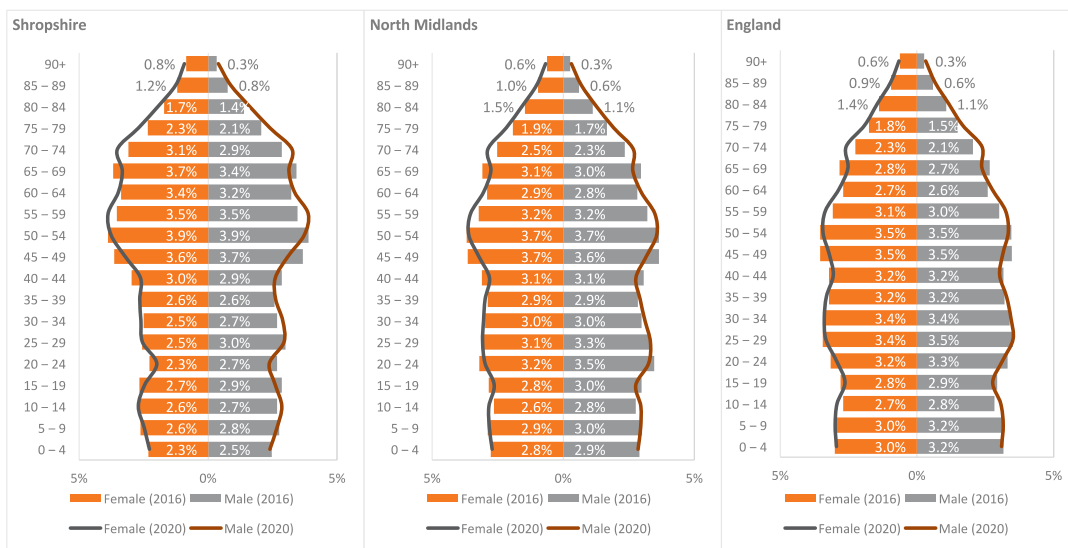 Shropshire
90+ 0.8% 0.3%
85 – 89 1.2% 0.8%
80 – 84 1.7% 1.4%
75 – 79 2.3% 2.1%
70 – 74 3.1% 2.9%
65 – 69 3.7% 3.4%
60 – 64 3.4% 3.2%
55 – 59 3.5% 3.5%
50 – 54 3.9% 3.9%
45 – 49 3.6% 3.7%
40 – 44 3.0% 2.9%
35 – 39 2.6% 2.6%
30 – 34 2.5% 2.7%
25 – 29 2.5% 3.0%
20 – 24 2.3% 2.7%
15 – 19 2.7% 2.9%
10 – 14 2.6% 2.7%
5 – 9 2.6% 2.8%
0 – 4 2.3% 2.5%
5% 0% 5%
Female (2016) Male (2016)
Female (2020) Male (2020)
North Midlands
90+ 0.6% 0.3%
85 – 89 1.0% 0.6%
80 – 84 1.5% 1.1%
75 – 79 1.9% 1.7%
70 – 74 2.5% 2.3%
65 – 69 3.1% 3.0%
60 – 64 2.9% 2.8%
55 – 59 3.2% 3.2%
50 – 54 3.7% 3.7%
45 – 49 3.7% 3.6%
40 – 44 3.1% 3.1%
35 – 39 2.9% 2.9%
30 – 34 3.0% 3.0%
25 – 29 3.1% 3.3%
20 – 24 3.2% 3.5%
15 – 19 2.8% 3.0%
10 – 14 2.6% 2.8%
5 – 9 2.9% 3.0%
0 – 4 2.8% 2.9%
5% 0% 5%
Female (2016) Male (2016)
Female (2020) Male (2020)
England
90+ 0.6% 0.3%
85 – 89 0.9% 0.6%
80 – 84 1.4% 1.1%
75 – 79 1.8% 1.5%
70 – 74 2.3% 2.1%
65 – 69 2.8% 2.7%
60 – 64 2.7% 2.6%
55 – 59 3.1% 3.0%
50 – 54 3.5% 3.5%
45 – 49 3.5% 3.5%
40 – 44 3.2% 3.2%
35 – 39 3.2% 3.2%
30 – 34 3.4% 3.4%
25 – 29 3.4% 3.5%
20 – 24 3.2% 3.3%
15 – 19 2.8% 2.9%
10 – 14 2.7% 2.8%
5 – 9 3.0% 3.2%
0 – 4 3.0% 3.2%
5% 0% 5%
Female (2016) Male (2016)
Female (2020) Male (2020)